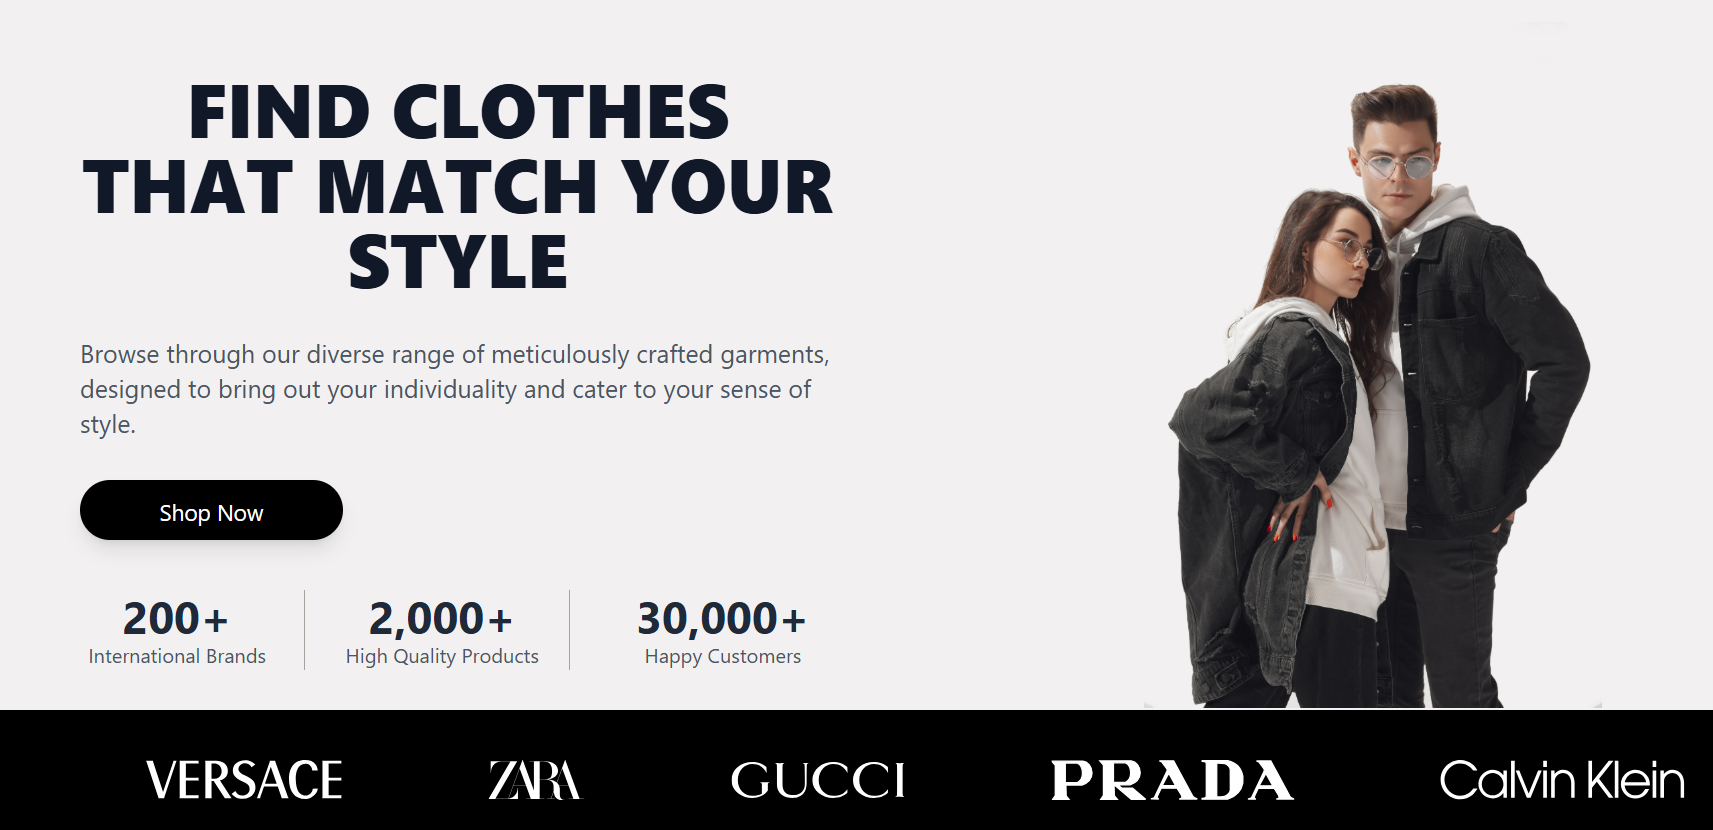 FIND CLOTHES
THAT MATCH YOUR
STYLE
Browse through our diverse range of meticulously crafted garments,
designed to bring out your individuality and cater to your sense of
style.
Shop Now
200+
International Brands
2,000+
High Quality Products
30,000+
Happy Customers
VERSACE
ZARA
GUCCI
PRADA
Calvin Klein